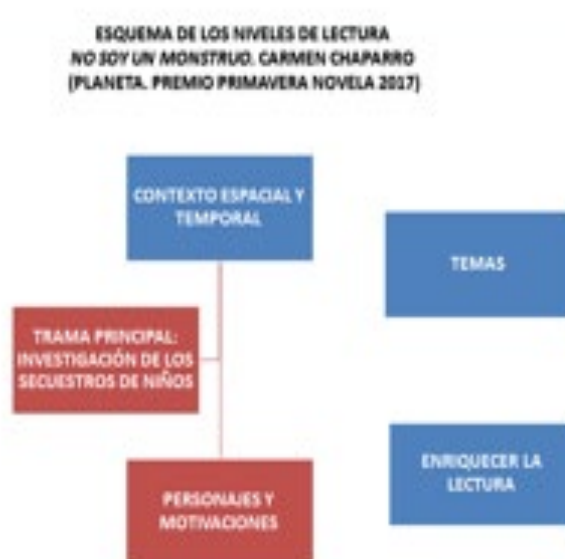 ESQUEMA DE LOS NIVELES DE LECTURA
NO SOY UN MONSTRUO. CARMEN CHAPARRO
(PLANETA. PREMIO PRIMAVERA NOVELA 2017)
CONTEXTO ESPACIAL Y
TEMPORAL
TEMAS
TRAMA PRINCIPAL:
INVESTIGACIÓN DE LOS
SECUESTROS DE NIÑOS
ENRIQUECER LA
LECTURA
PERSONAJES Y
MOTIVACIONES